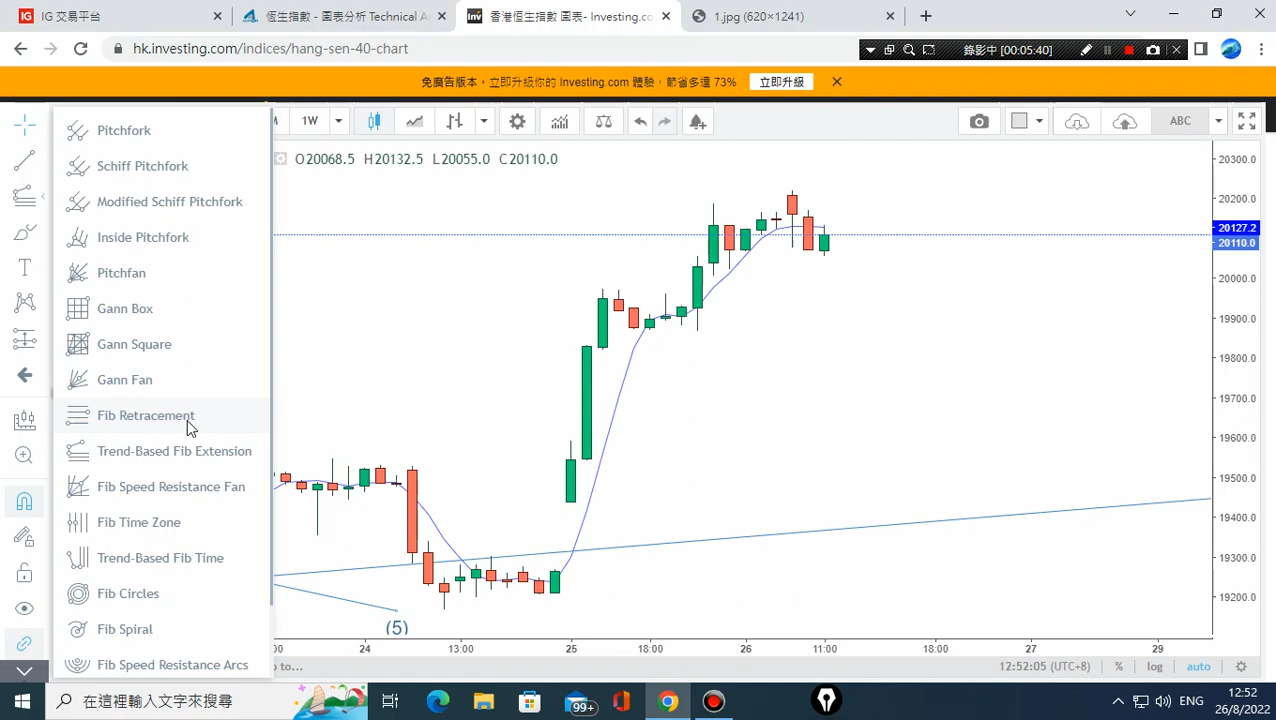 IG 交易平台
恆生指數 - 圖表分析 Technical A
香港恒生指數 圖表- Investing.co
1.jpg (620×1241)
hk.investing.com/indices/hang-sen-40-chart
錄影中 [00:05:40]
免廣告版本。立即升級你的 Investing.com 體驗，節省多達 73%
立即升級
1W
ABC
O20068.5 H20132.5 L20055.0 C20110.0
Pitchfork
Schiff Pitchfork
Modified Schiff Pitchfork
Inside Pitchfork
Pitchfan
Gann Box
Gann Square
Gann Fan
Fib Retracement
Trend-Based Fib Extension
Fib Speed Resistance Fan
Fib Time Zone
Trend-Based Fib Time
Fib Circles
Fib Spiral
Fib Speed Resistance Arcs
20300.0
20200.0
20127.2
20110.0
20000.0
19900.0
19800.0
19700.0
19600.0
19500.0
19400.0
19300.0
19200.0
(5)
:00 24 13:00 25 18:00 26 11:00 18:00 27 29
to...
12:52:05 (UTC+8) % log auto
在這裡輸入文字來搜尋
99+
ENG
12:52
26/8/2022